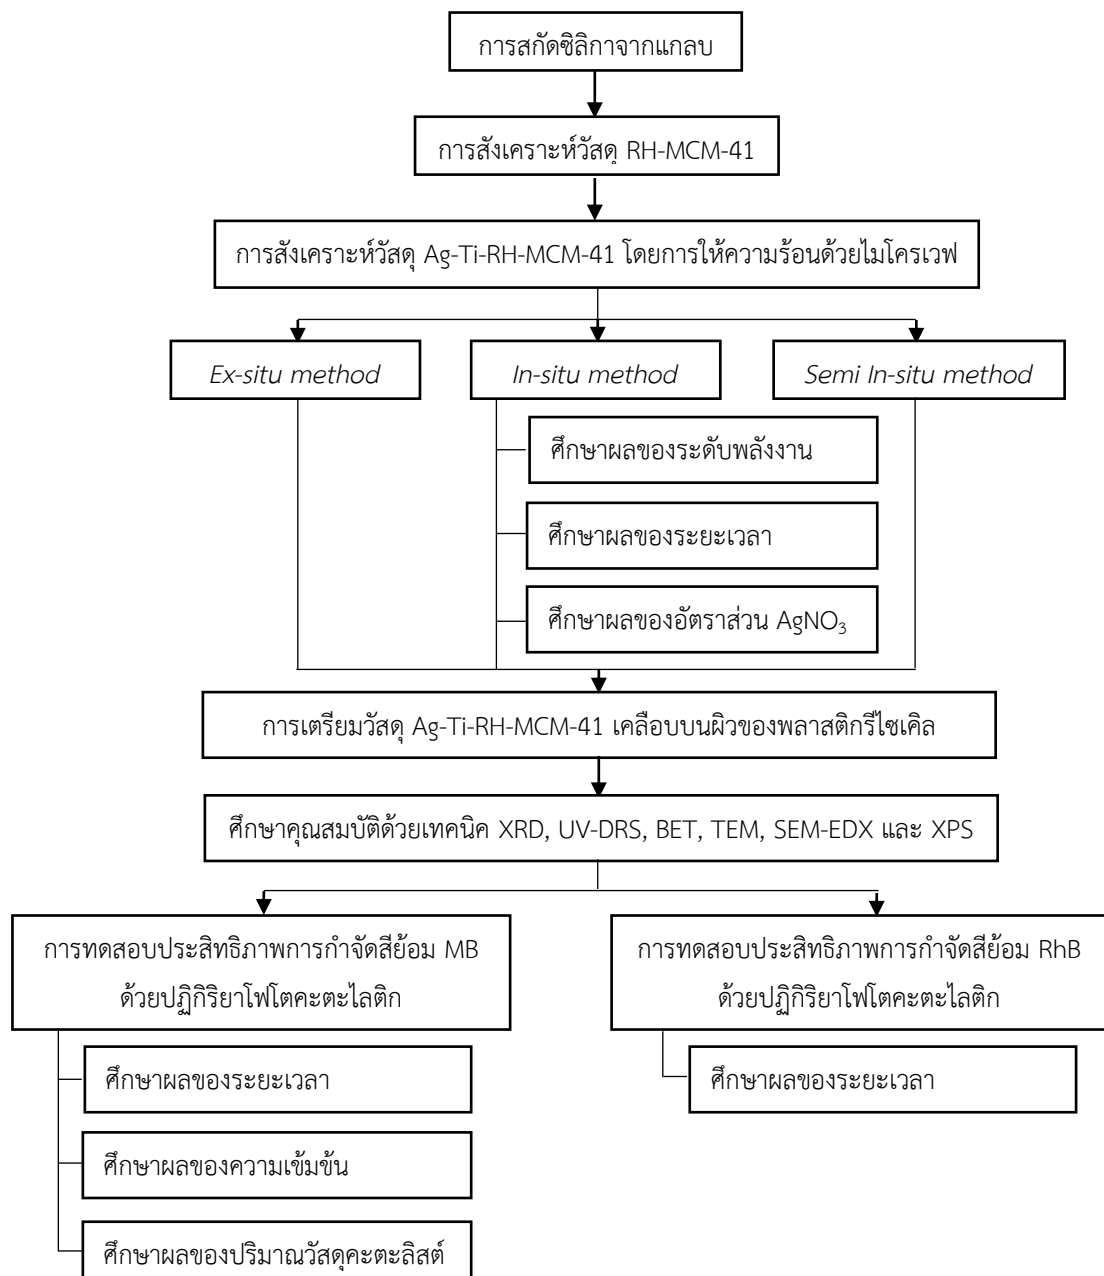 การสกัดซิลิกาจากแกลบ
การสังเคราะห์วัสดุ RH-MCM-41
การสังเคราะห์วัสดุ Ag-Ti-RH-MCM-41 โดยการให้ความร้อนด้วยไมโครเวฟ
Ex-situ method
In-situ method
Semi In-situ method
ศึกษาผลของระดับพลังงาน
ศึกษาผลของระยะเวลา
ศึกษาผลของอัตราส่วน AgNO₃
การเตรียมวัสดุ Ag-Ti-RH-MCM-41 เคลือบบนผิวของพลาสติกรีไซเคิล
ศึกษาคุณสมบัติด้วยเทคนิค XRD, UV-DRS, BET, TEM, SEM-EDX และ XPS
การทดสอบประสิทธิภาพการกำจัดสีย้อม MB
ด้วยปฏิกิริยาโฟโตคะตะไลติก
การทดสอบประสิทธิภาพการกำจัดสีย้อม RhB
ด้วยปฏิกิริยาโฟโตคะตะไลติก
ศึกษาผลของระยะเวลา
ศึกษาผลของความเข้มข้น
ศึกษาผลของปริมาณวัสดุคะตะลิสต์
ศึกษาผลของระยะเวลา